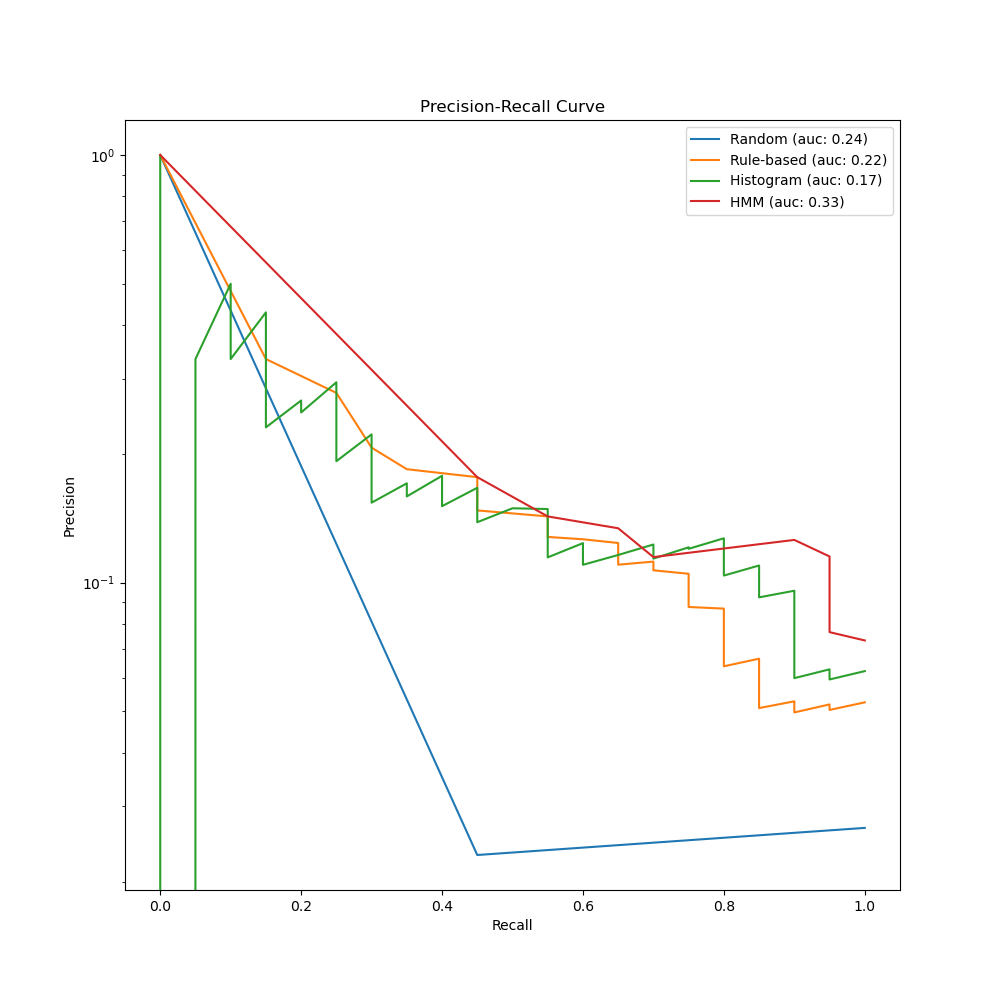 Precision-Recall Curve
Random (auc: 0.24)
Rule-based (auc: 0.22)
Histogram (auc: 0.17)
HMM (auc: 0.33)
10⁰
10⁻¹
Precision
0.0 0.2 0.4 0.6 0.8 1.0
Recall